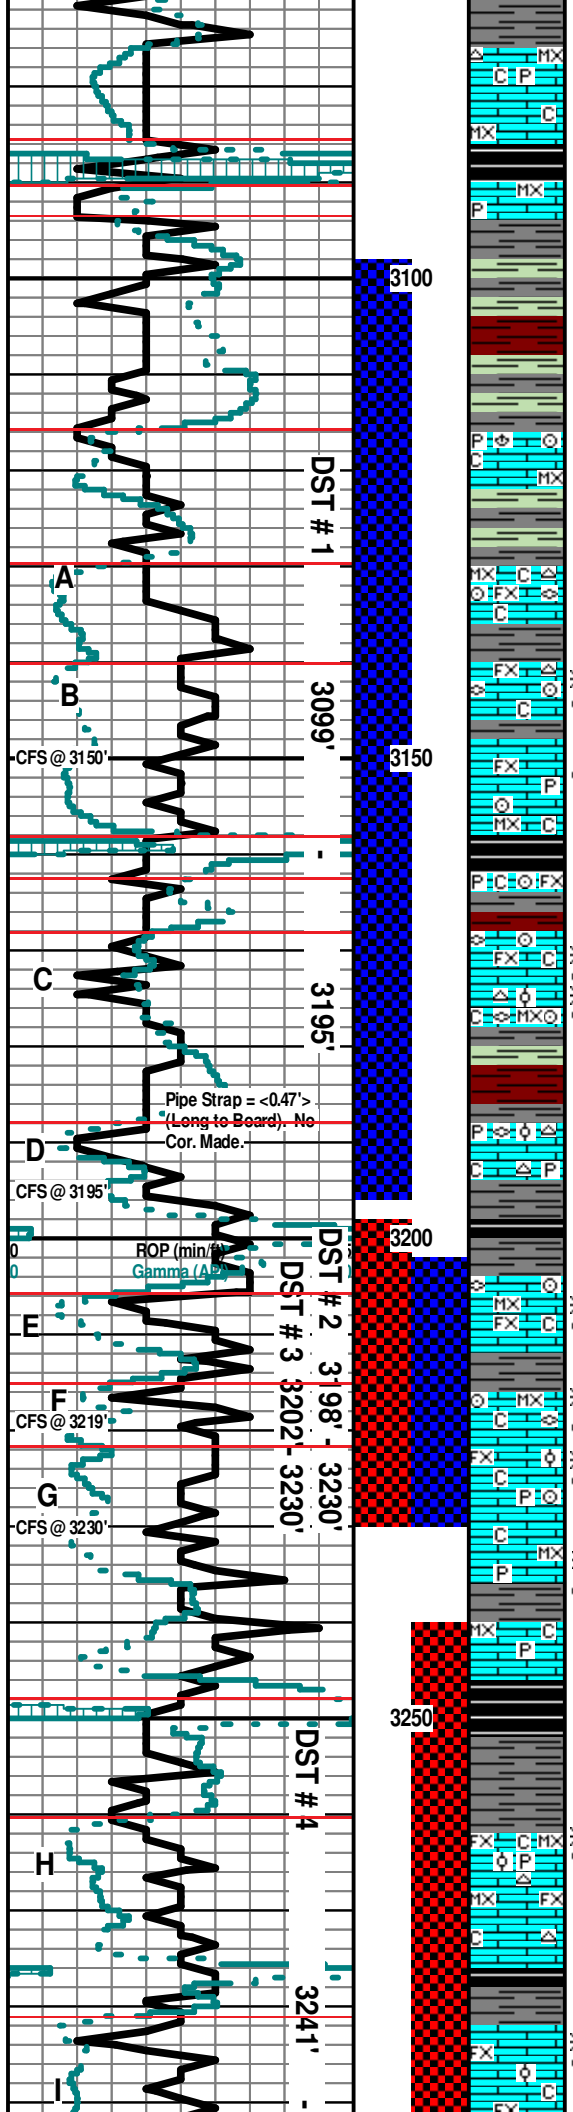 MX
C P
C
MX
MX
P
3100
P
C
MX
DST # 1
A
MX C
FX
C
B
FX
C
3099'
CFS @ 3150'
3150
FX
P
MX C
-
P C FX
C
FX C
C MX
3195'
Pipe Strap = <0.47'>
(Long to Board). No
Cor. Made.
D
P
C P
CFS @ 3195'
3200
0 ROP (min/ft)
0 Gamma (API)
DST # 2 3198' - 3230'
DST # 3 3202' - 3230'
MX
FX C
E
F
CFS @ 3219'
MX
C
FX
C
P
G
CFS @ 3230'
C
MX
P
MX C
P
3250
DST # 4
FX C MX
P
H
MX FX
C
3241'
-
FX
I
C
FX